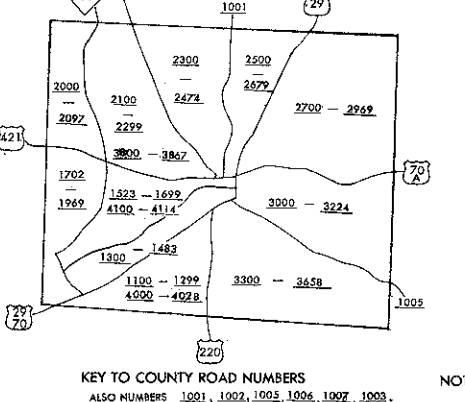 1001
29
2300
—
2474
2500
—
2679
2000
—
2097
2100
—
2299
2700 — 2969
421
3800 — 3867
1702
—
1969
1523 — 1699
4100 — 4114
70
A
3000 — 3224
1300 — 1483
1100 — 1299
4000 — 4028
3300 — 3658
1005
29
70
220
KEY TO COUNTY ROAD NUMBERS
NO
ALSO NUMBERS 1001, 1002, 1005, 1006, 1007, 1003,